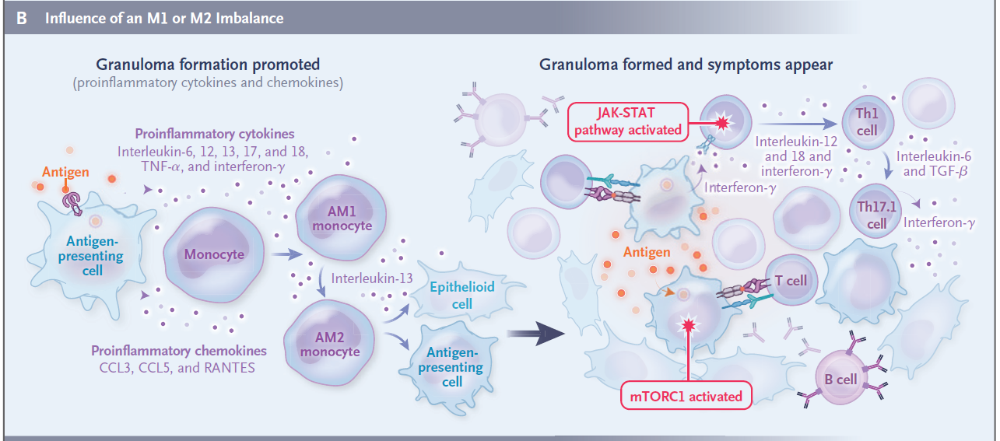 B Influence of an M1 or M2 Imbalance
Granuloma formation promoted
(proinflammatory cytokines and chemokines)
Proinflammatory cytokines
Interleukin-6, 12, 13, 17, and 18,
TNF-α, and interferon-γ
Antigen
Antigen-
presenting
cell
Monocyte
AM1
monocyte
Interleukin-13
AM2
monocyte
Epithelioid
cell
Antigen-
presenting
cell
Proinflammatory chemokines
CCL3, CCL5, and RANTES
Granuloma formed and symptoms appear
JAK-STAT
pathway activated
Th1
cell
Interleukin-12
and 18 and
interferon-γ
Interleukin-6
and TGF-β
Interferon-γ
Th17.1
cell
Interferon-γ
Antigen
T cell
B cell
mTORC1 activated